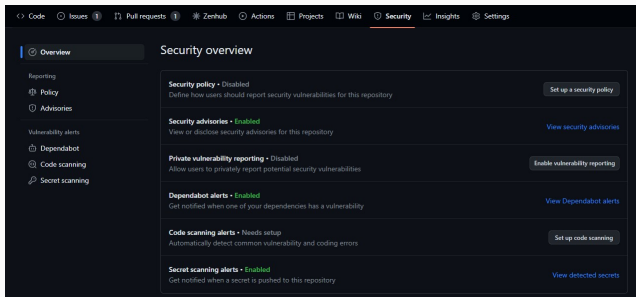 Code Issues 1 Pull requests 1 Zenhub Actions Projects Wiki Security Insights Settings
Overview
Reporting
Policy
Advisories
Vulnerability alerts
Dependabot
Code scanning
Secret scanning
Security overview
Security policy • Disabled
Define how users should report security vulnerabilities for this repository
Set up a security policy
Security advisories • Enabled
View or disclose security advisories for this repository
View security advisories
Private vulnerability reporting • Disabled
Allow users to privately report potential security vulnerabilities
Enable vulnerability reporting
Dependabot alerts • Enabled
Get notified when one of your dependencies has a vulnerability
View Dependabot alerts
Code scanning alerts • Needs setup
Automatically detect common vulnerability and coding errors
Set up code scanning
Secret scanning alerts • Enabled
Get notified when a secret is pushed to this repository
View detected secrets